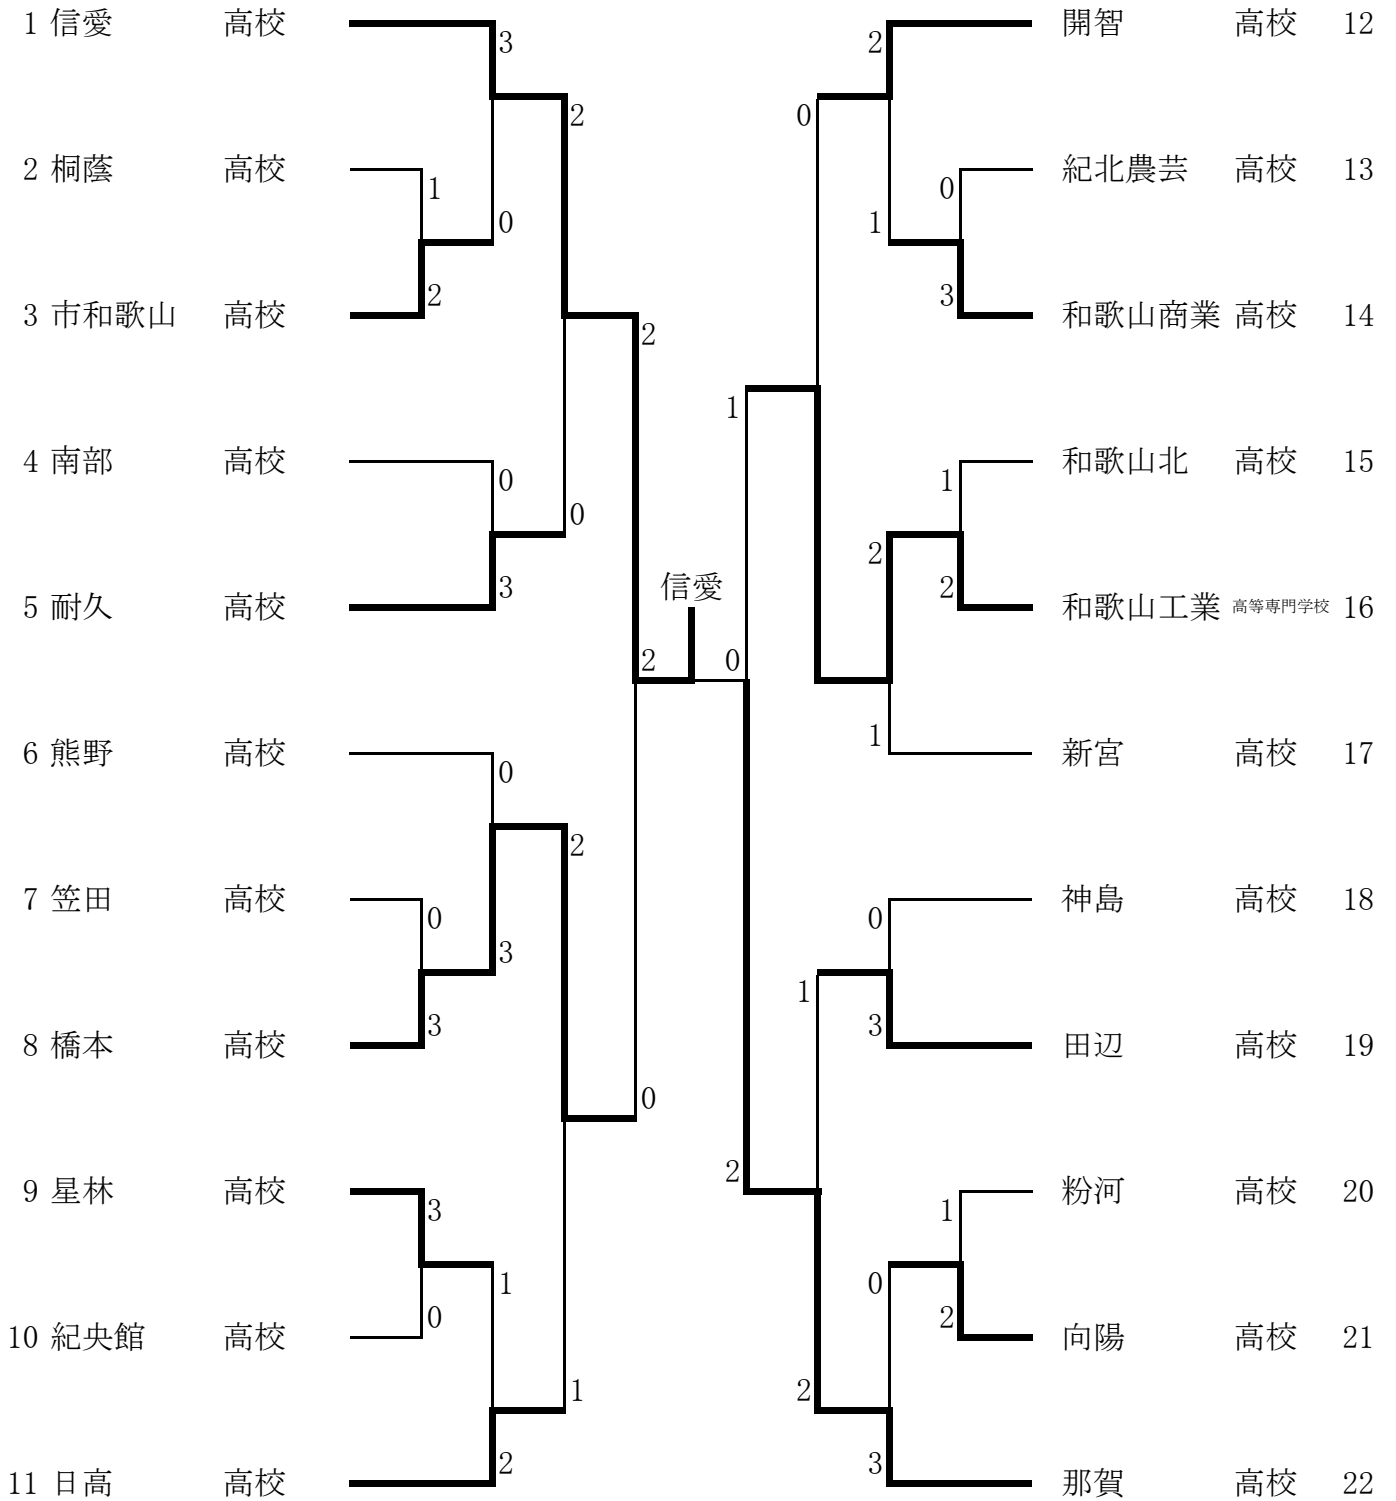 1 信愛 高校
2 桐蔭 高校
3 市和歌山 高校
4 南部 高校
5 耐久 高校
6 熊野 高校
7 笠田 高校
8 橋本 高校
9 星林 高校
10 紀央館 高校
11 日高 高校
3
2
1
0
2
2
0
0
3
2
0
2
0
3
3
0
3
1
0
1
2
信愛
2
0
0
1
0
3
1
1
2
2
1
0
1
3
2
1
0
2
2
3
0
開智 高校 12
紀北農芸 高校 13
和歌山商業 高校 14
和歌山北 高校 15
和歌山工業 高等専門学校 16
新宮 高校 17
神島 高校 18
田辺 高校 19
粉河 高校 20
向陽 高校 21
那賀 高校 22